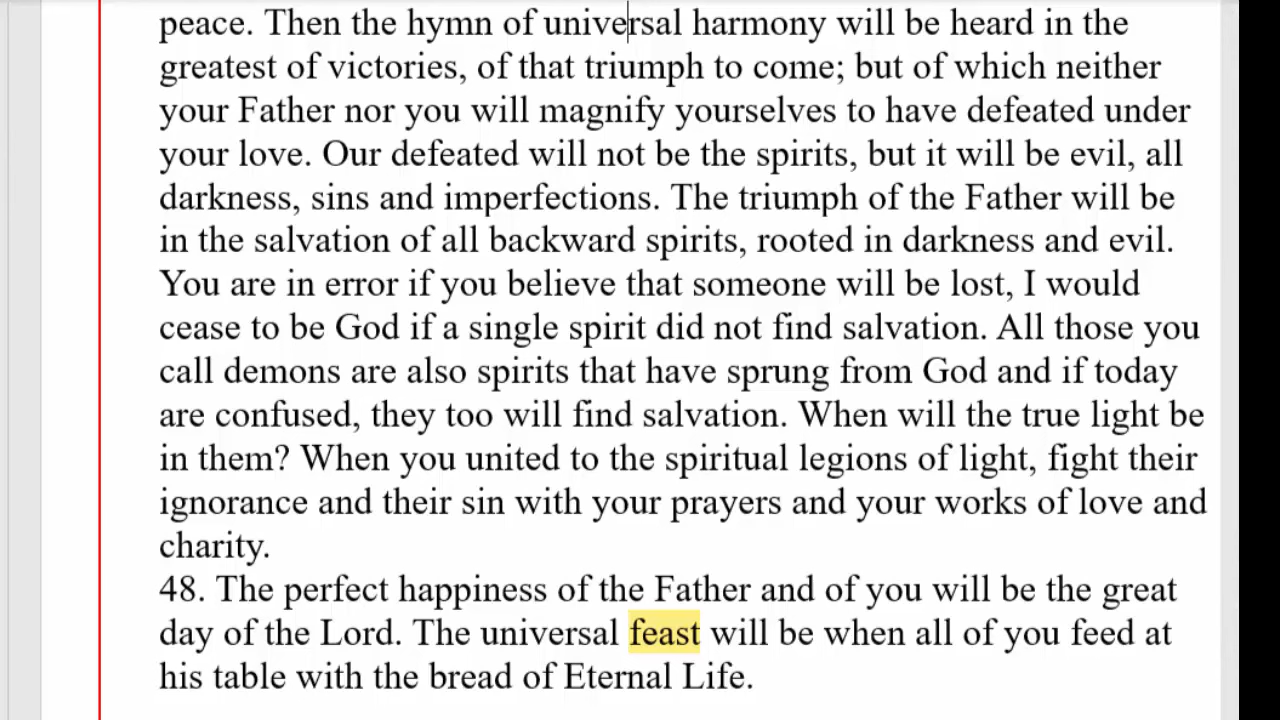 peace. Then the hymn of universal harmony will be heard in the
greatest of victories, of that triumph to come; but of which neither
your Father nor you will magnify yourselves to have defeated under
your love. Our defeated will not be the spirits, but it will be evil, all
darkness, sins and imperfections. The triumph of the Father will be
in the salvation of all backward spirits, rooted in darkness and evil.
You are in error if you believe that someone will be lost, I would
cease to be God if a single spirit did not find salvation. All those you
call demons are also spirits that have sprung from God and if today
are confused, they too will find salvation. When will the true light be
in them? When you united to the spiritual legions of light, fight their
ignorance and their sin with your prayers and your works of love and
charity.
48. The perfect happiness of the Father and of you will be the great
day of the Lord. The universal feast will be when all of you feed at
his table with the bread of Eternal Life.